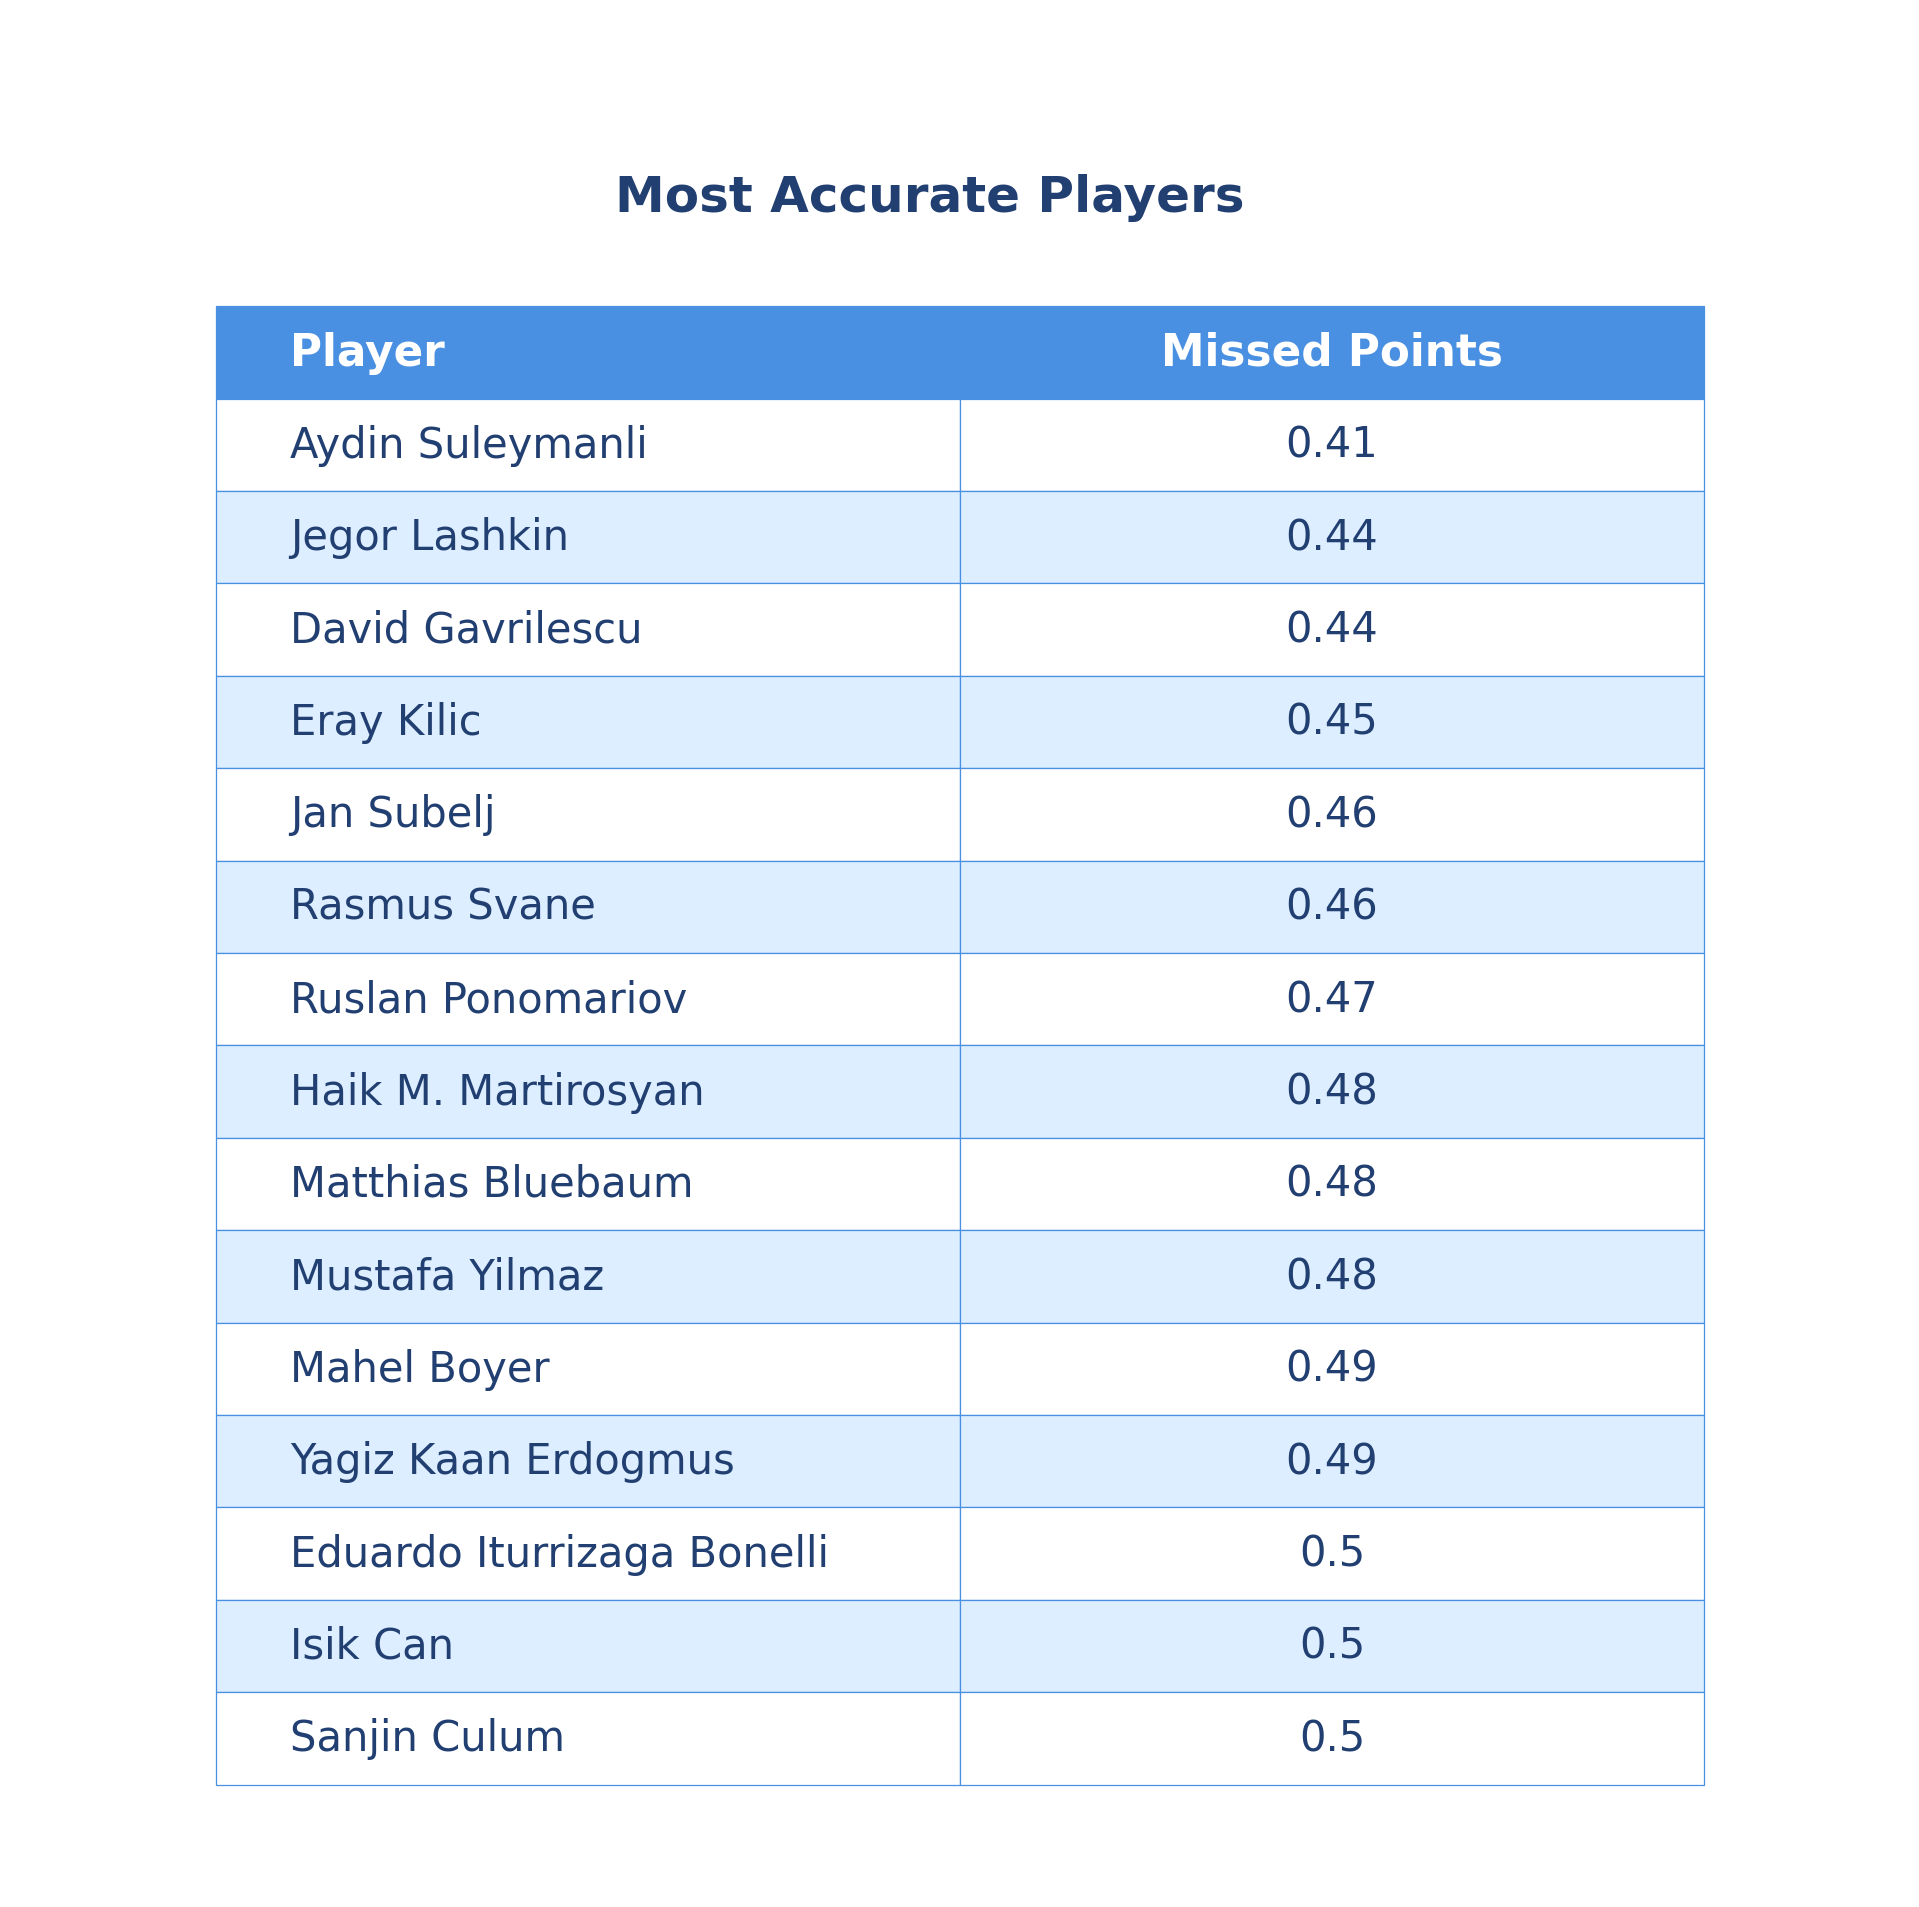 Most Accurate Players
Player Missed Points
Aydin Suleymanli 0.41
Jegor Lashkin 0.44
David Gavrilescu 0.44
Eray Kilic 0.45
Jan Subelj 0.46
Rasmus Svane 0.46
Ruslan Ponomariov 0.47
Haik M. Martirosyan 0.48
Matthias Bluebaum 0.48
Mustafa Yilmaz 0.48
Mahel Boyer 0.49
Yagiz Kaan Erdogmus 0.49
Eduardo Iturrizaga Bonelli 0.5
Isik Can 0.5
Sanjin Culum 0.5